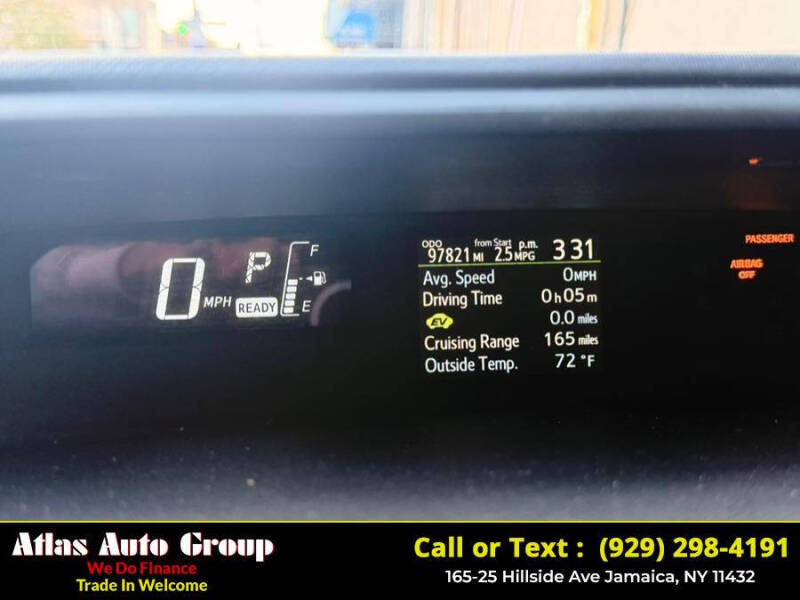 0 MPH
P
READY
F
E
ODO from Start p.m.
97821 MI 2.5 MPG 3:31
Avg. Speed 0 MPH
Driving Time 0h05m
EV 0.0 miles
Cruising Range 165 miles
Outside Temp. 72 °F
PASSENGER
AIRBAG
OFF
Atlas Auto Group
We Do Finance
Trade In Welcome
Call or Text : (929) 298-4191
165-25 Hillside Ave Jamaica, NY 11432